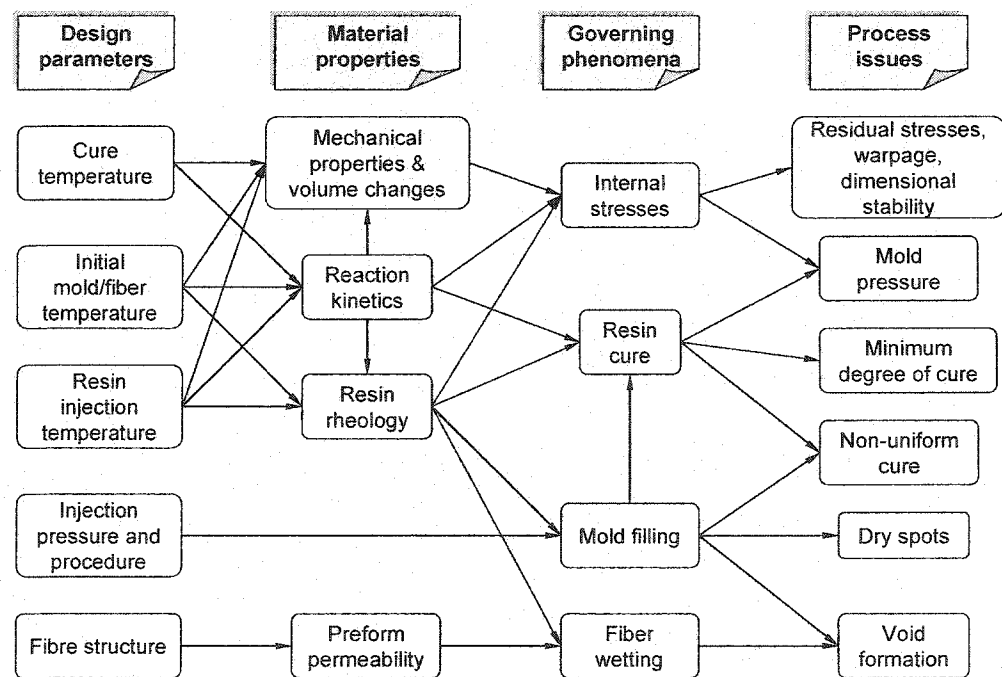 Design
parameters
Material
properties
Governing
phenomena
Process
issues
Cure
temperature
Initial
mold/fiber
temperature
Resin
injection
temperature
Injection
pressure and
procedure
Fibre structure
Mechanical
properties &
volume changes
Reaction
kinetics
Resin
rheology
Preform
permeability
Internal
stresses
Resin
cure
Mold filling
Fiber
wetting
Residual stresses,
warpage,
dimensional
stability
Mold
pressure
Minimum
degree of cure
Non-uniform
cure
Dry spots
Void
formation